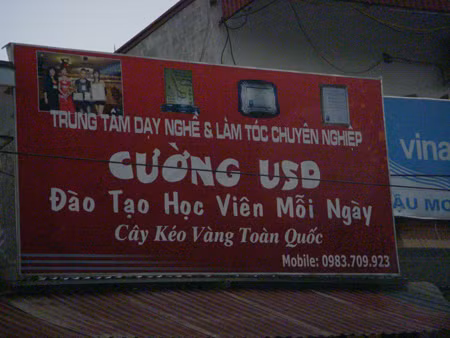 TRUNG TÂM DẠY NGHỀ & LÀM TÓC CHUYÊN NGHIỆP
CƯỜNG USD
Đào Tạo Học Viên Mỗi Ngày
Cây Kéo Vàng Toàn Quốc
Mobile: 0983.709.923
vina
ẬU MO